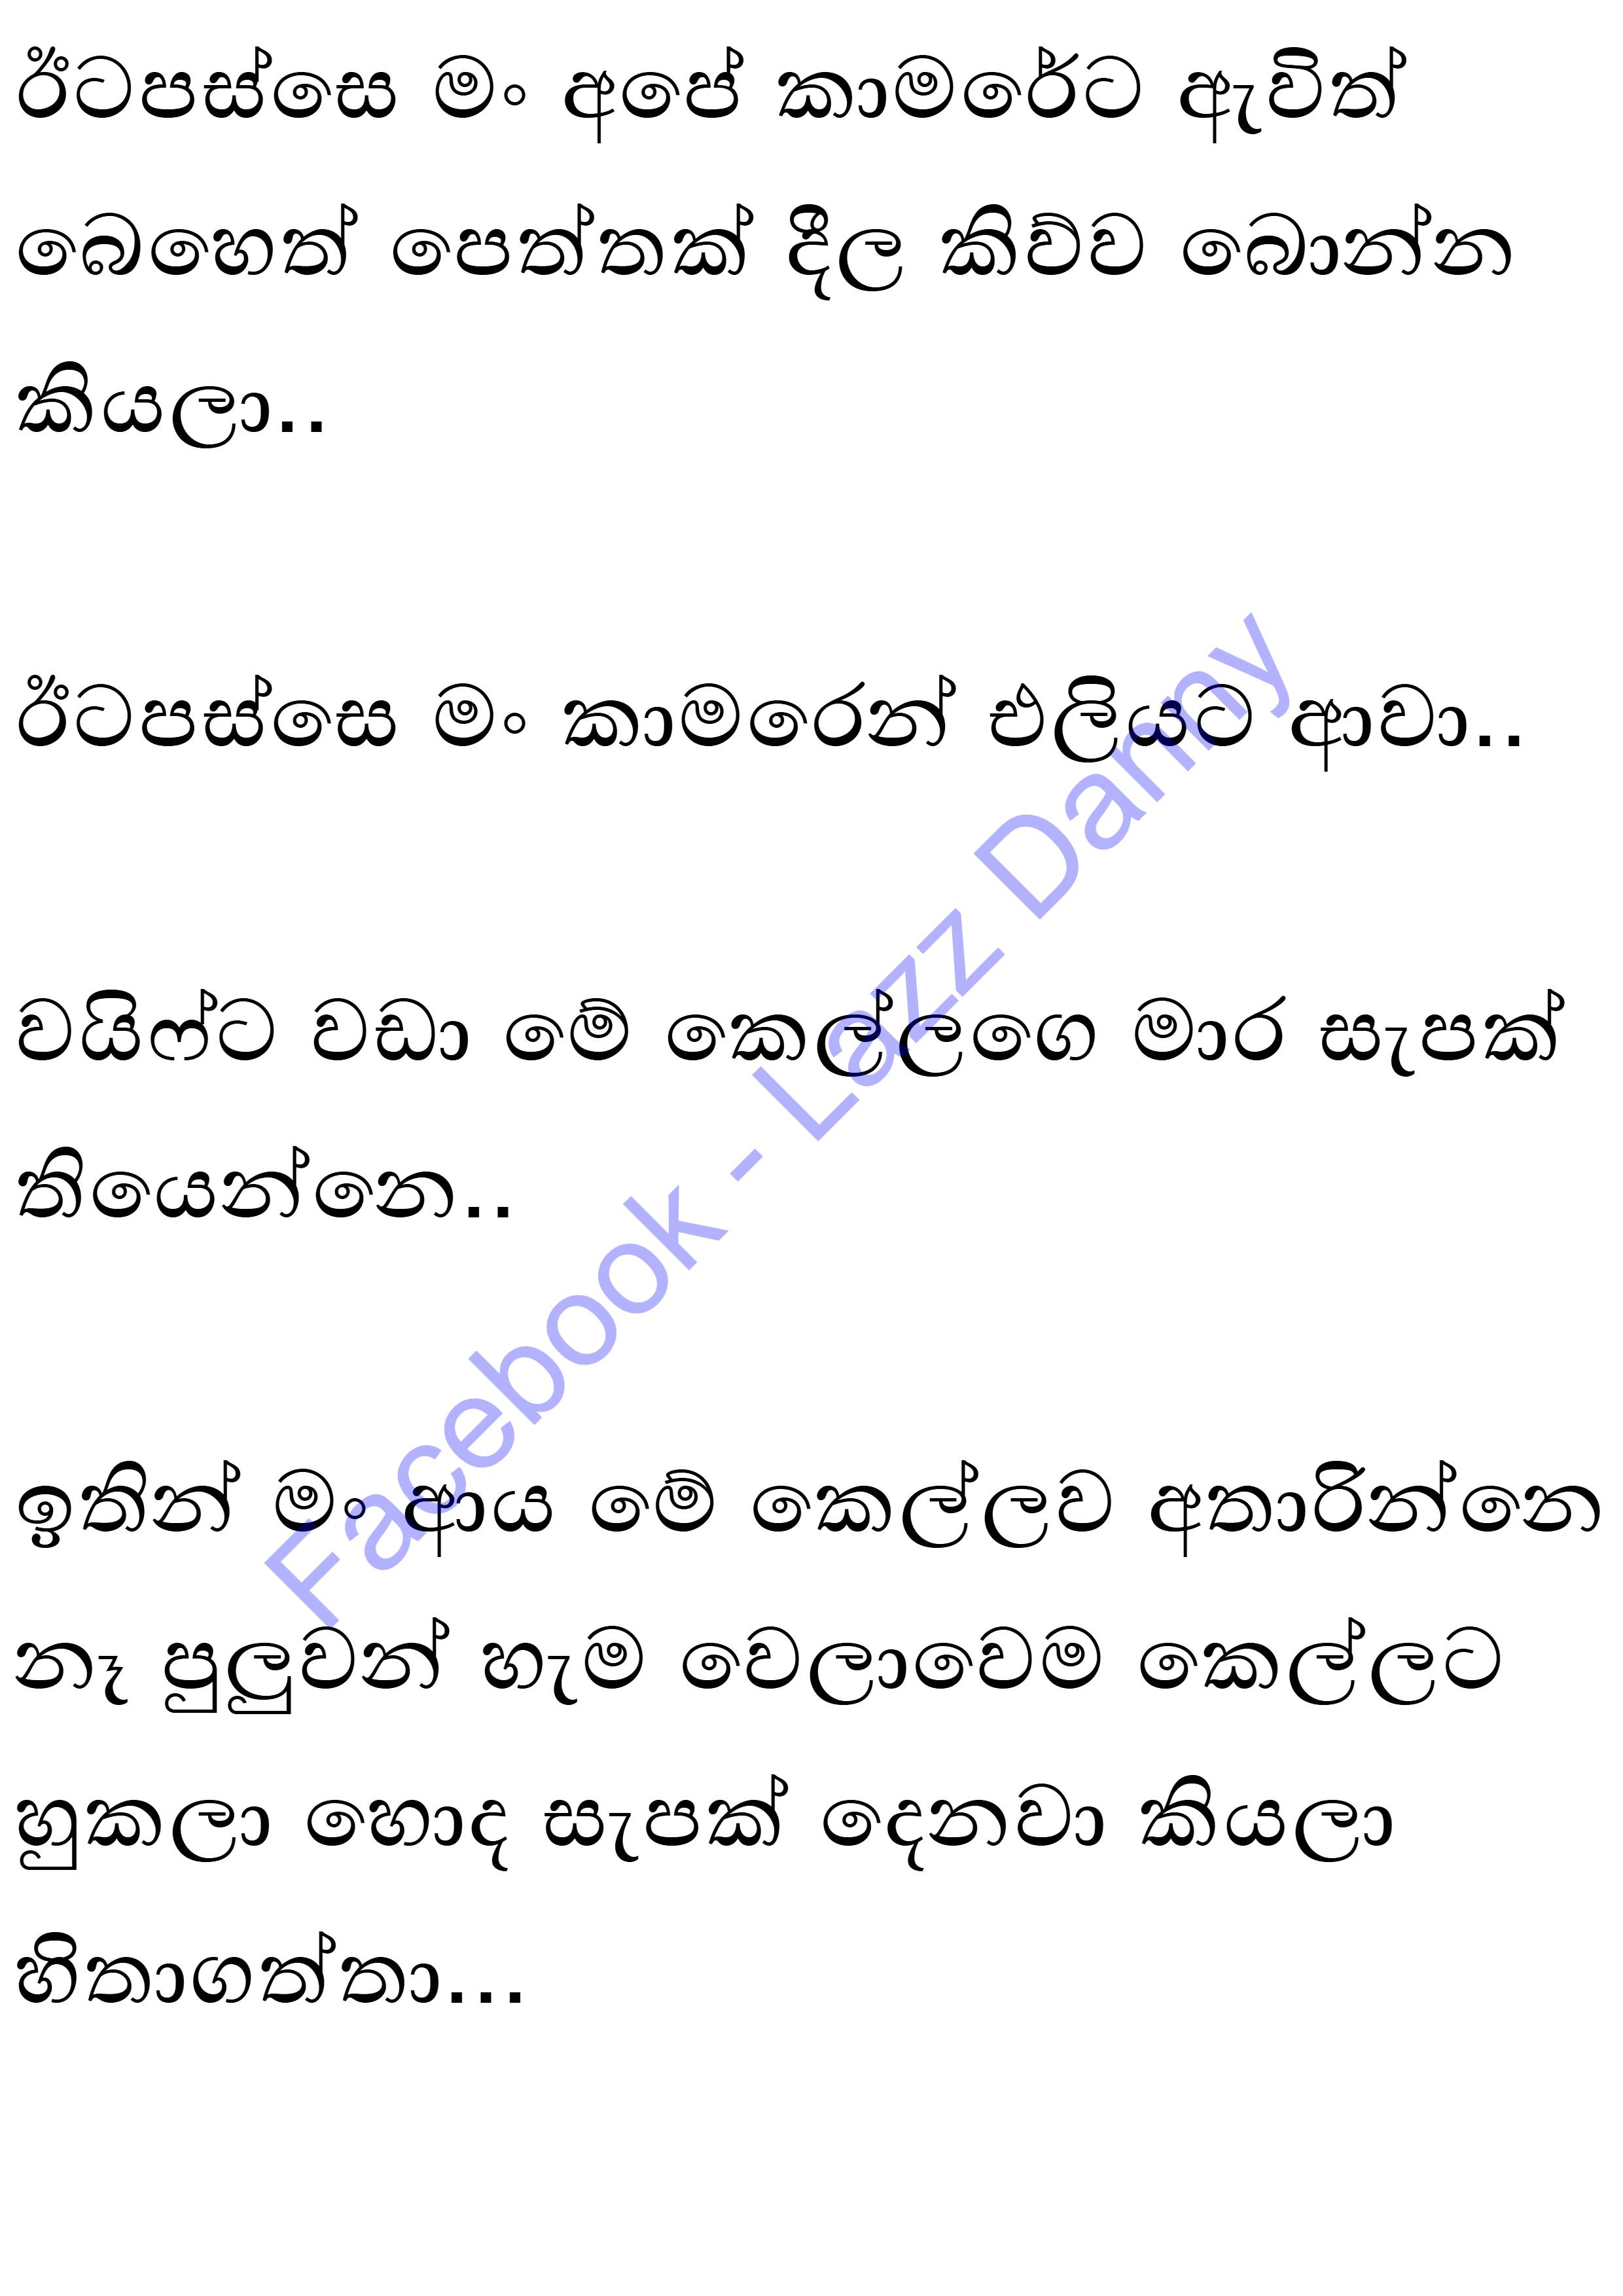 ඊටපස්සෙ මං අපේ කාමරේට ඇවිත්
බෙහෙත් පෙත්තක් දීල කිව්ව බොන්න
කියලා..
ඊටපස්සෙ මං කාමරෙන් එලියට ආවා..
වයිෆ්ට වඩා මේ කෙල්ලගෙ මාර සැපක්
තියෙන්නෙ..
ඉතින් මං ආය මේ කෙල්ලව අතාරින්නෙ
නෑ පුලුවන් හැම වෙලාවෙම කෙල්ලට
හුකලා හොද සැපක් දෙනවා කියලා
හිතාගත්තා...
Facebook - Lazz Danny